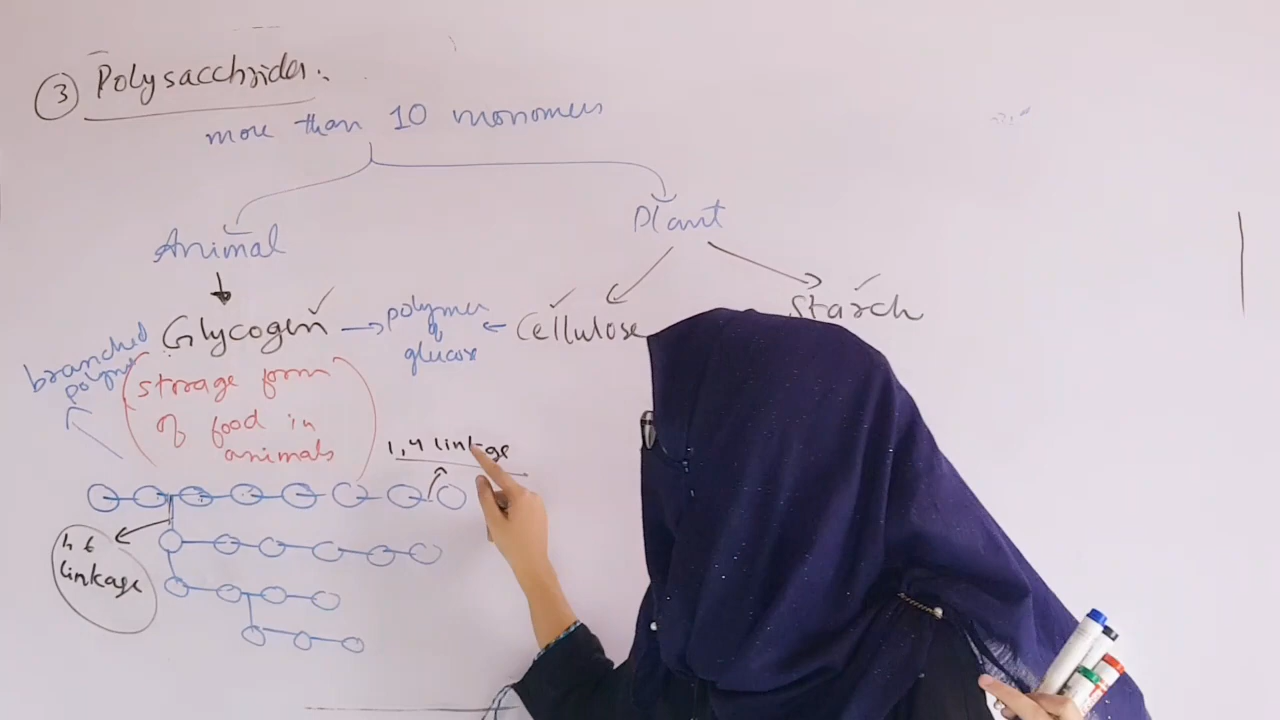 3 Polysacchrides.
more than 10 monomers
Animal
Plant
Glycogen
polymer
of
glucose
Cellulose
Starch
branched
polymer
(storage form
of food in
animals)
1,4 linkage
1,6
linkage